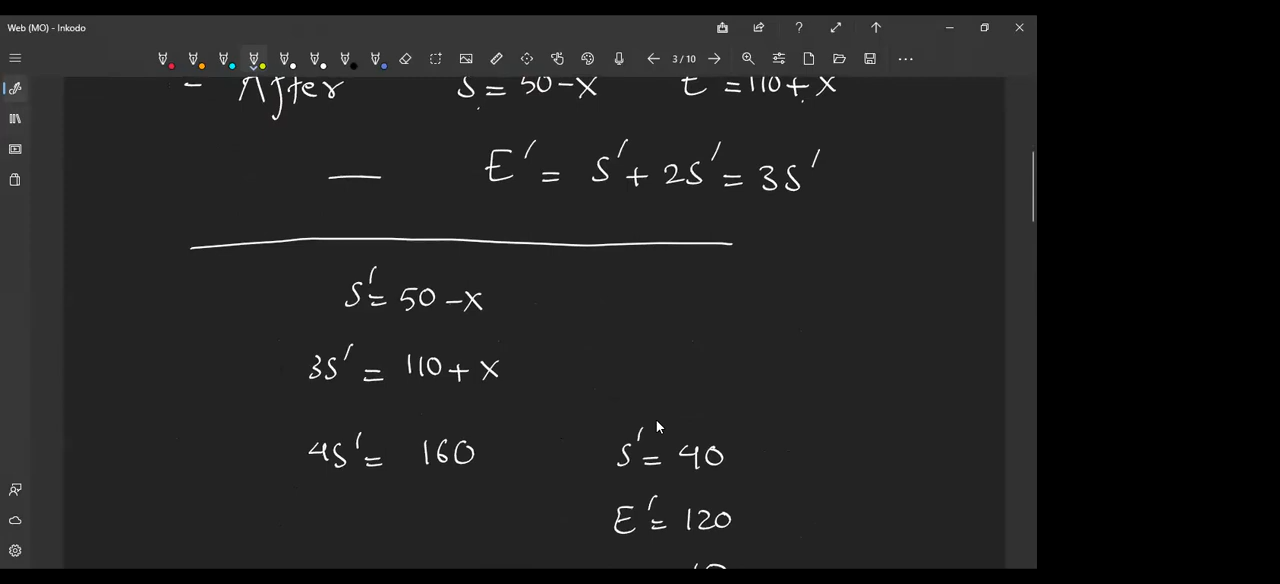 Web (MO) - Inkodo
3/10
- After S = 50 - x E = 110 + x
— E' = S' + 2S' = 3S'
S' = 50 - x
3S' = 110 + x
4S' = 160 S' = 40
E' = 120